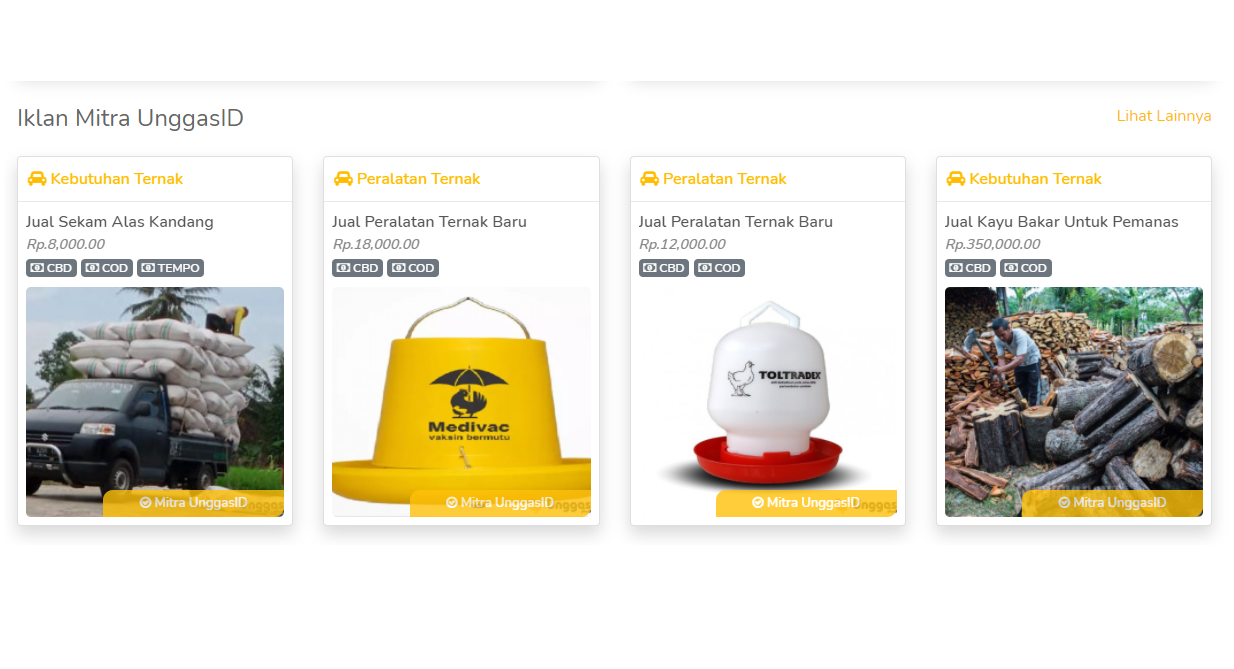 Iklan Mitra UnggasID
Lihat Lainnya
Kebutuhan Ternak
Jual Sekam Alas Kandang
Rp.8,000.00
CBD COD TEMPO
Mitra UnggasID
Peralatan Ternak
Jual Peralatan Ternak Baru
Rp.18,000.00
CBD COD
Medivac
vaksin bermutu
Mitra UnggasID
Peralatan Ternak
Jual Peralatan Ternak Baru
Rp.12,000.00
CBD COD
TOLTRADEX
Mitra UnggasID
Kebutuhan Ternak
Jual Kayu Bakar Untuk Pemanas
Rp.350,000.00
CBD COD
Mitra UnggasID